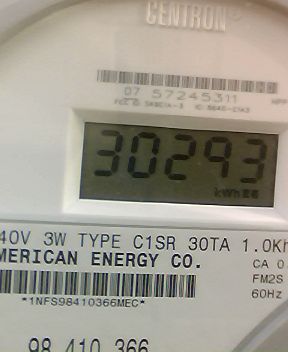 CENTRON®
07 57245311
30293
kWh
40V 3W TYPE C1SR 30TA 1.0Kh
MERICAN ENERGY CO.
CA 0.
FM2S
60Hz
*1NFS98410366MEC*
98 410 366